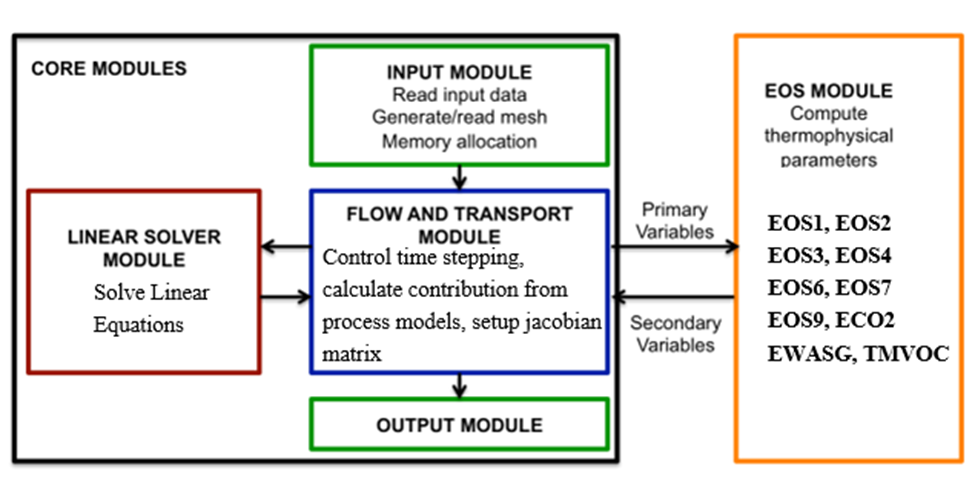 CORE MODULES
INPUT MODULE
Read input data
Generate/read mesh
Memory allocation
LINEAR SOLVER
MODULE
Solve Linear
Equations
FLOW AND TRANSPORT
MODULE
Control time stepping,
calculate contribution from
process models, setup jacobian
matrix
OUTPUT MODULE
Primary
Variables
Secondary
Variables
EOS MODULE
Compute
thermophysical
parameters
EOS1, EOS2
EOS3, EOS4
EOS6, EOS7
EOS9, ECO2
EWASG, TMVOC